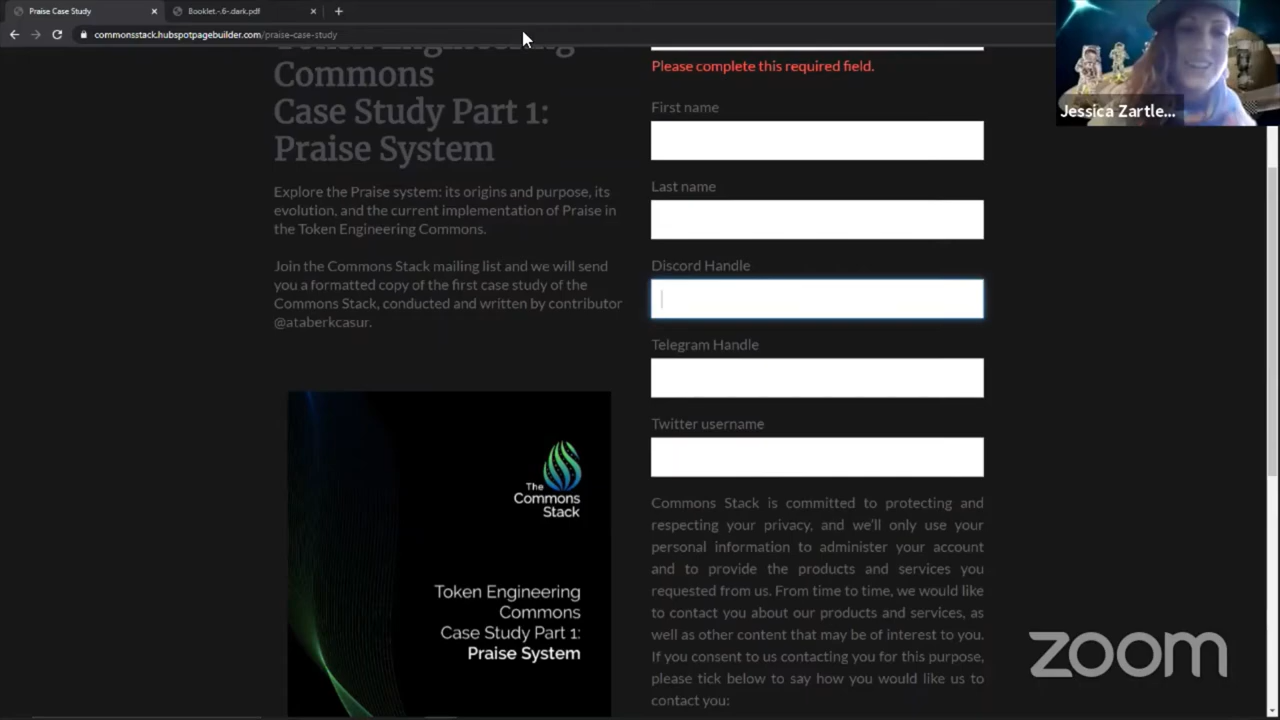 Praise Case Study
Booklet.-.6-.dark.pdf
commonsstack.hubspotpagebuilder.com/praise-case-study
Token Engineering
Commons
Case Study Part 1:
Praise System
Explore the Praise system: its origins and purpose, its
evolution, and the current implementation of Praise in
the Token Engineering Commons.
Join the Commons Stack mailing list and we will send
you a formatted copy of the first case study of the
Commons Stack, conducted and written by contributor
@ataberkcasur.
The
Commons
Stack
Token Engineering
Commons
Case Study Part 1:
Praise System
Please complete this required field.
First name
Last name
Discord Handle
Telegram Handle
Twitter username
Commons Stack is committed to protecting and
respecting your privacy, and we'll only use your
personal information to administer your account
and to provide the products and services you
requested from us. From time to time, we would like
to contact you about our products and services, as
well as other content that may be of interest to you.
If you consent to us contacting you for this purpose,
please tick below to say how you would like us to
contact you:
Jessica Zartle...
zoom